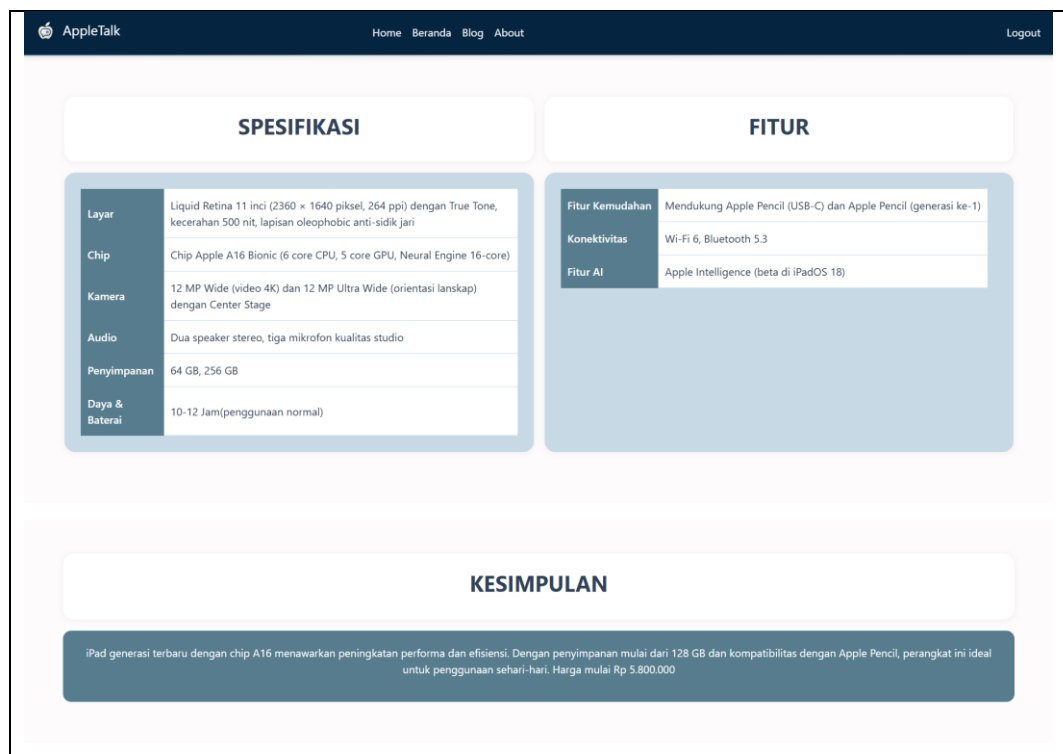 AppleTalk
Home Beranda Blog About
Logout
SPESIFIKASI
Layar
Liquid Retina 11 inci (2360 × 1640 piksel, 264 ppi) dengan True Tone,
kecerahan 500 nit, lapisan oleophobic anti-sidik jari
Chip
Chip Apple A16 Bionic (6 core CPU, 5 core GPU, Neural Engine 16-core)
Kamera
12 MP Wide (video 4K) dan 12 MP Ultra Wide (orientasi lanskap)
dengan Center Stage
Audio
Dua speaker stereo, tiga mikrofon kualitas studio
Penyimpanan
64 GB, 256 GB
Daya &
Baterai
10-12 Jam(penggunaan normal)
FITUR
Fitur Kemudahan
Mendukung Apple Pencil (USB-C) dan Apple Pencil (generasi ke-1)
Konektivitas
Wi-Fi 6, Bluetooth 5.3
Fitur AI
Apple Intelligence (beta di iPadOS 18)
KESIMPULAN
iPad generasi terbaru dengan chip A16 menawarkan peningkatan performa dan efisiensi. Dengan penyimpanan mulai dari 128 GB dan kompatibilitas dengan Apple Pencil, perangkat ini ideal
untuk penggunaan sehari-hari. Harga mulai Rp 5.800.000